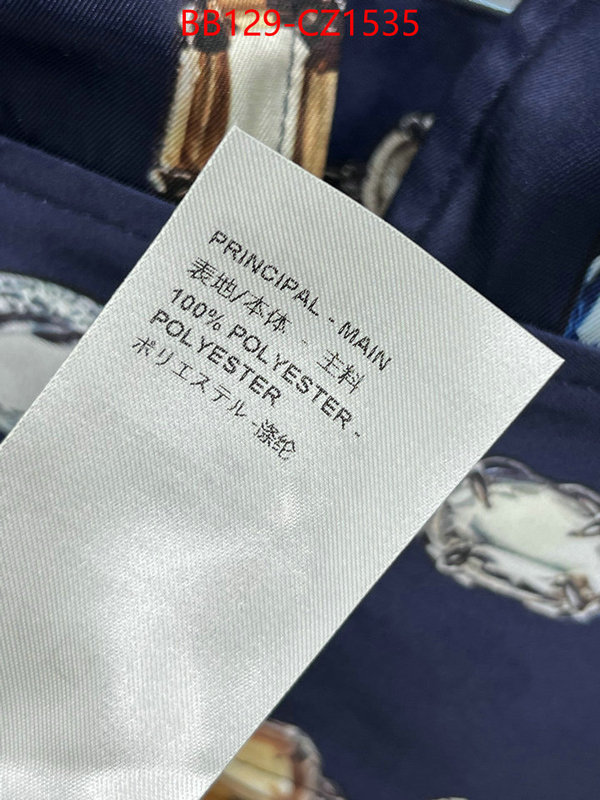 BB129-CZ1535
PRINCIPAL - MAIN
表地/本体 - 主料
100% POLYESTER -
POLYESTER
ポリエステル -涤纶